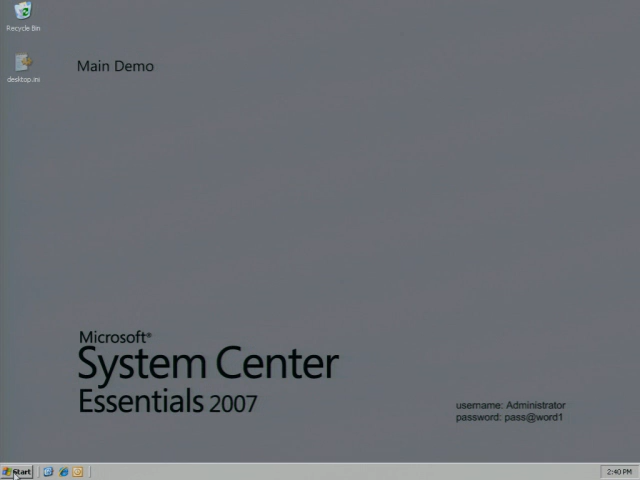 Recycle Bin
desktop.ini
Main Demo
Microsoft®
System Center
Essentials 2007
username: Administrator
password: pass@word1
Start
2:40 PM